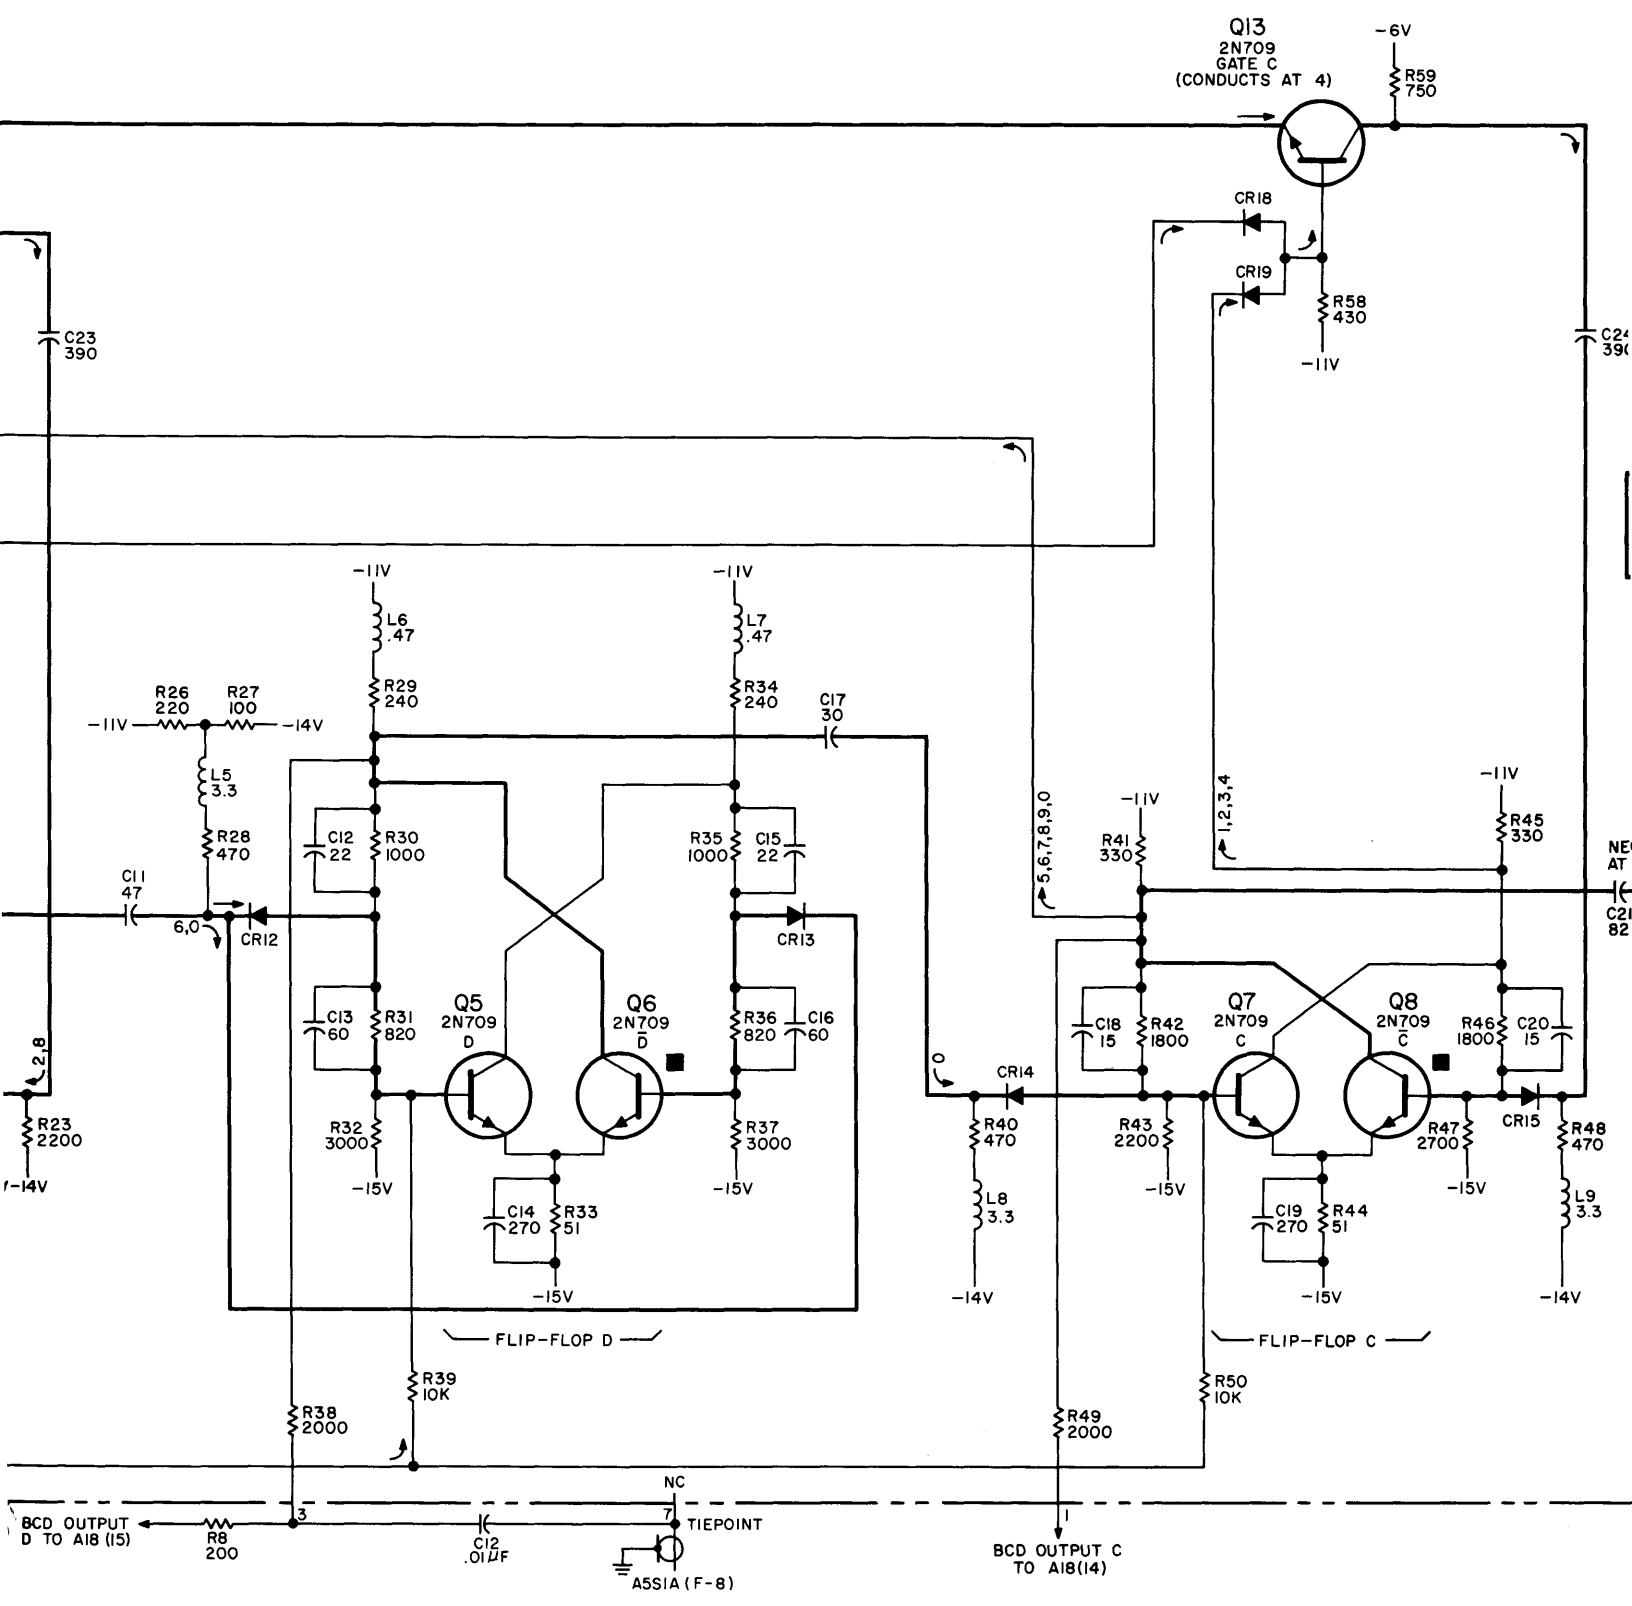 Q13
2N709
GATE C
(CONDUCTS AT 4)
-6V
R59
750
CR18
CR19
R58
430
-11V
C23
390
-11V
L6
.47
R29
240
-11V
L7
.47
R34
240
C17
30
R26
220
R27
100
-11V
-14V
L5
3.3
R28
470
C11
47
6,0
CR12
C12
22
R30
1000
R35
1000
C15
22
CR13
C13
60
R31
820
Q5
2N709
D
Q6
2N709
D̅
R36
820
C16
60
R32
3000
-15V
R37
3000
-15V
C14
270
R33
51
-15V
FLIP-FLOP D
2,8
R23
2200
-14V
5,6,7,8,9,0
1,2,3,4
-11V
R41
330
-11V
R45
330
AT
C21
82
0
CR14
C18
15
R42
1800
Q7
2N709
C
Q8
2N709
C̅
R46
1800
C20
15
CR15
R40
470
L8
3.3
-14V
R43
2200
-15V
R47
2700
-15V
R48
470
L9
3.3
-14V
C19
270
R44
51
-15V
FLIP-FLOP C
R39
10K
R50
10K
R38
2000
R49
2000
NC
3
7
TIEPOINT
1
BCD OUTPUT
D TO A18 (15)
R8
200
C12
.01µF
A5S1A (F-8)
BCD OUTPUT C
TO A18(14)